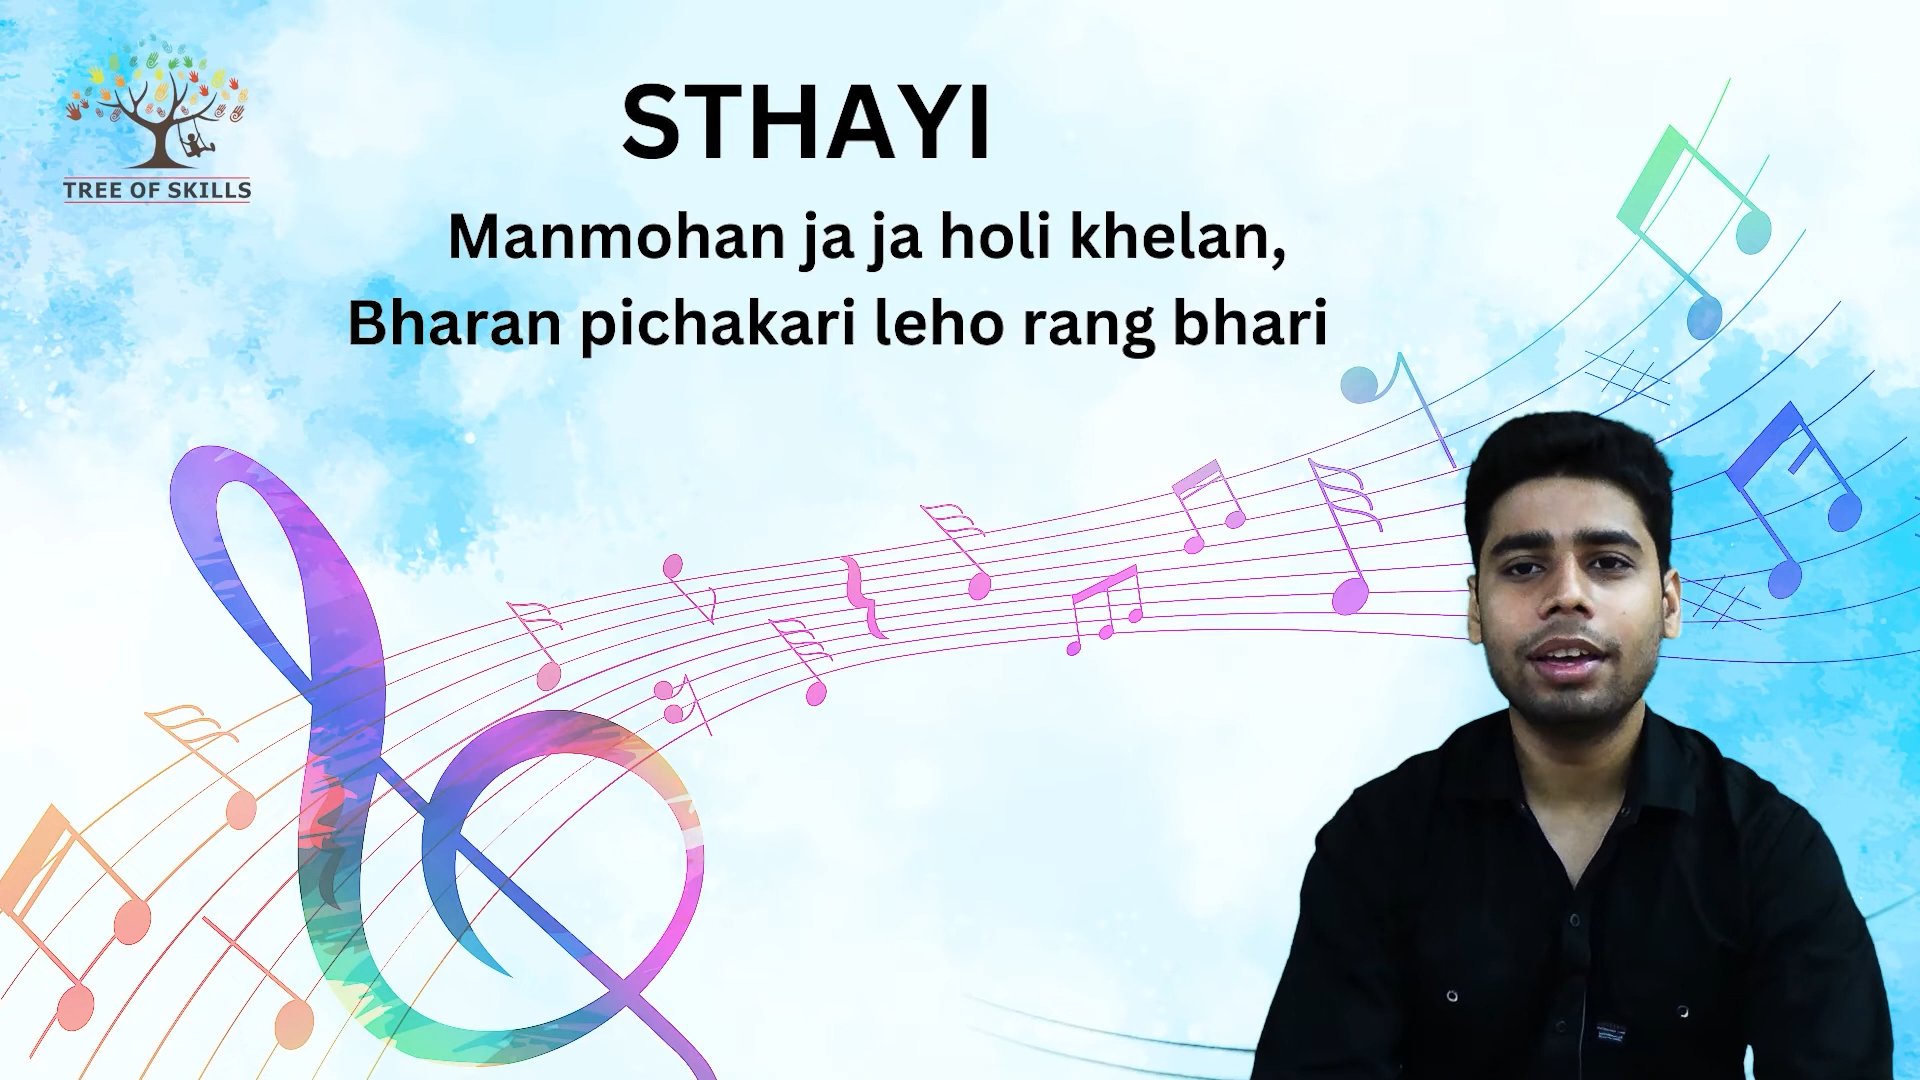 TREE OF SKILLS
STHAYI
Manmohan ja ja holi khelan,
Bharan pichakari leho rang bhari